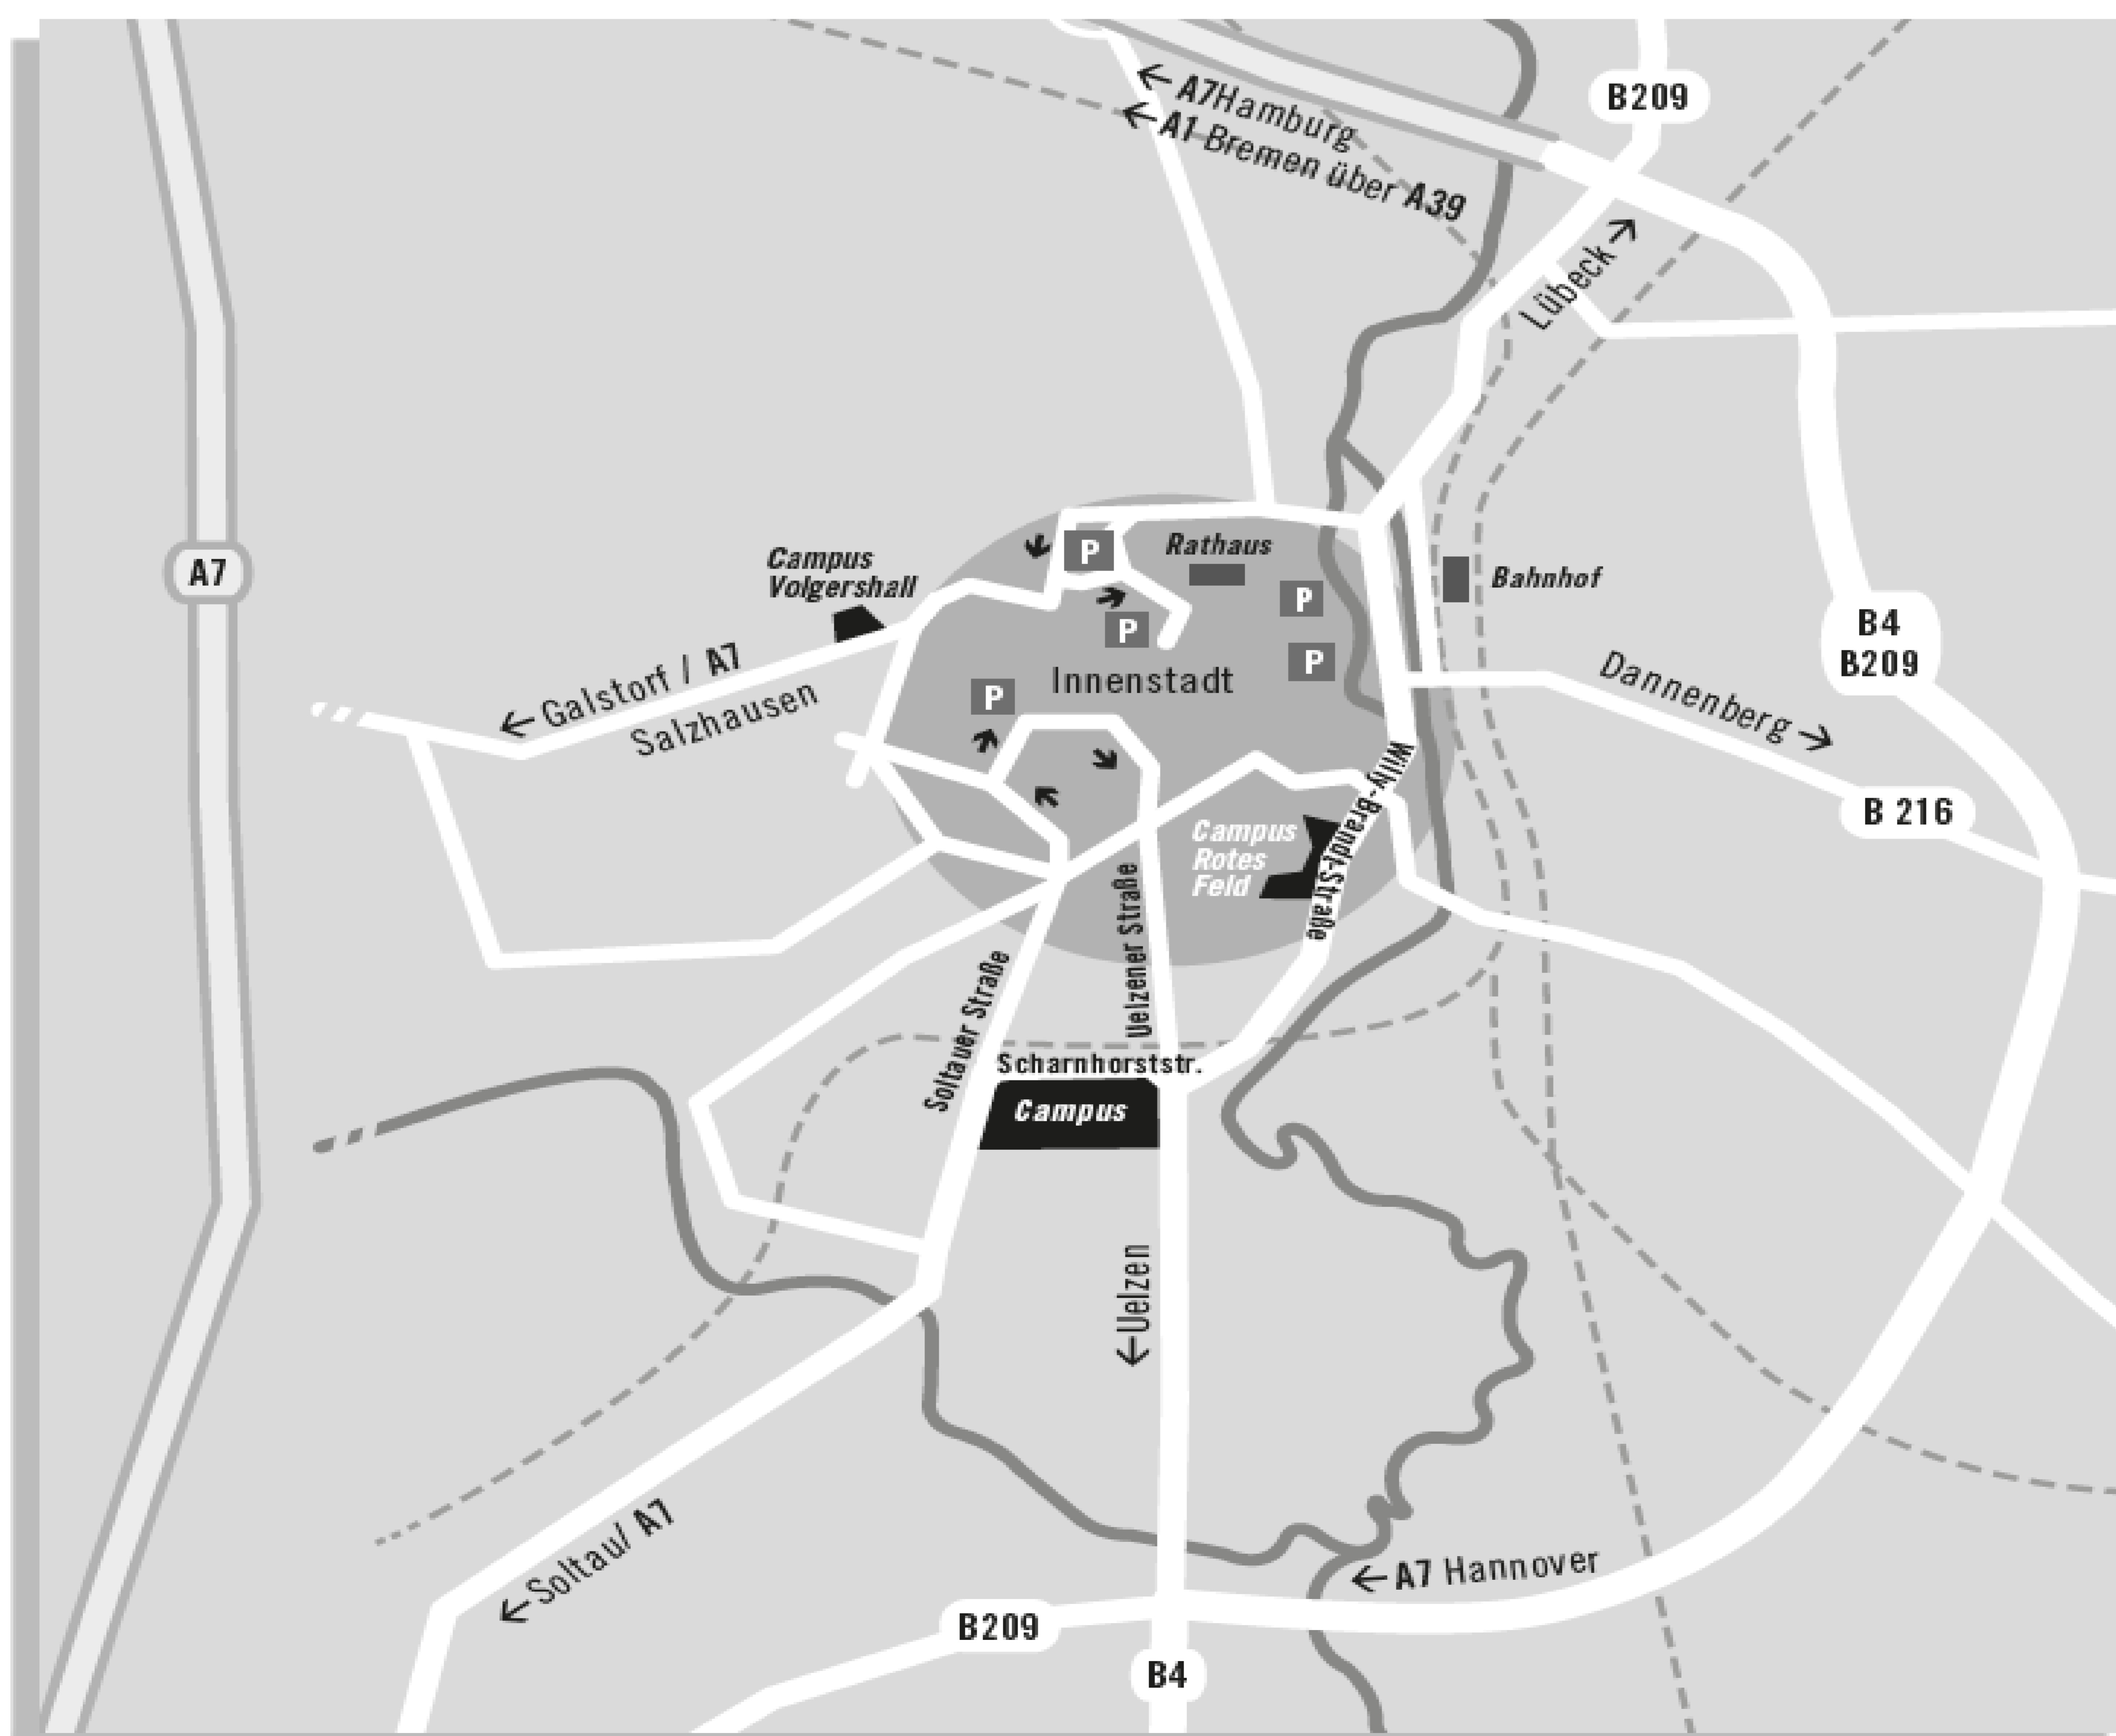 B209
← A7 Hamburg
← A1 Bremen über A39
Lübeck →
Campus
Volgershall
P
Rathaus
A7
Bahnhof
P
P
B4
B209
← Galstorf / A7
Salzhausen
P
Innenstadt
P
Dannenberg →
Willy-Brandt-Straße
B 216
Campus
Rotes
Feld
Uelzener Straße
Soltauer Straße
Scharnhorststr.
Campus
← Uelzen
← Soltau/ A7
← A7 Hannover
B209
B4